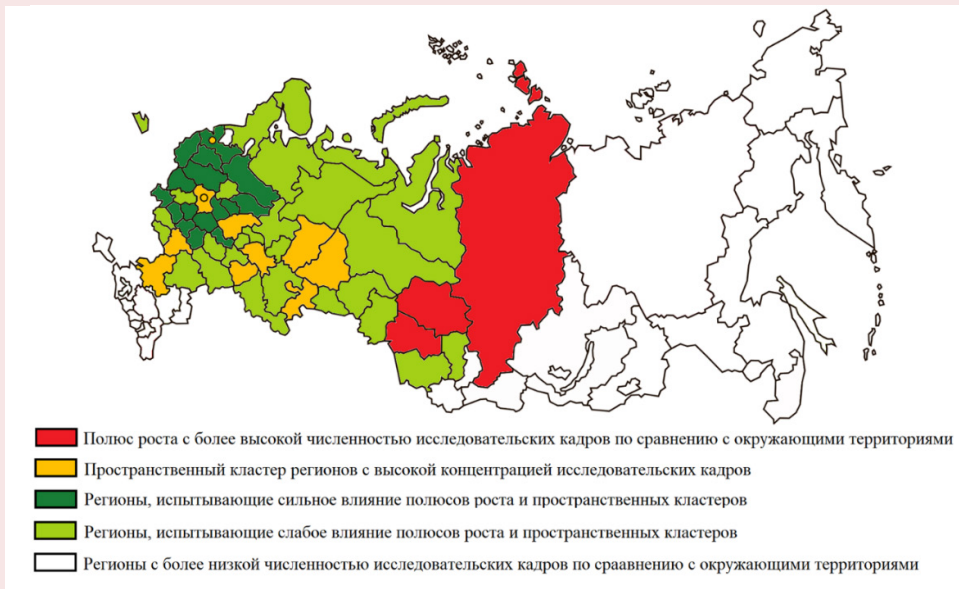 Полюс роста с более высокой численностью исследовательских кадров по сравнению с окружающими территориями
Пространственный кластер регионов с высокой концентрацией исследовательских кадров
Регионы, испытывающие сильное влияние полюсов роста и пространственных кластеров
Регионы, испытывающие слабое влияние полюсов роста и пространственных кластеров
Регионы с более низкой численностью исследовательских кадров по сраавнению с окружающими территориями